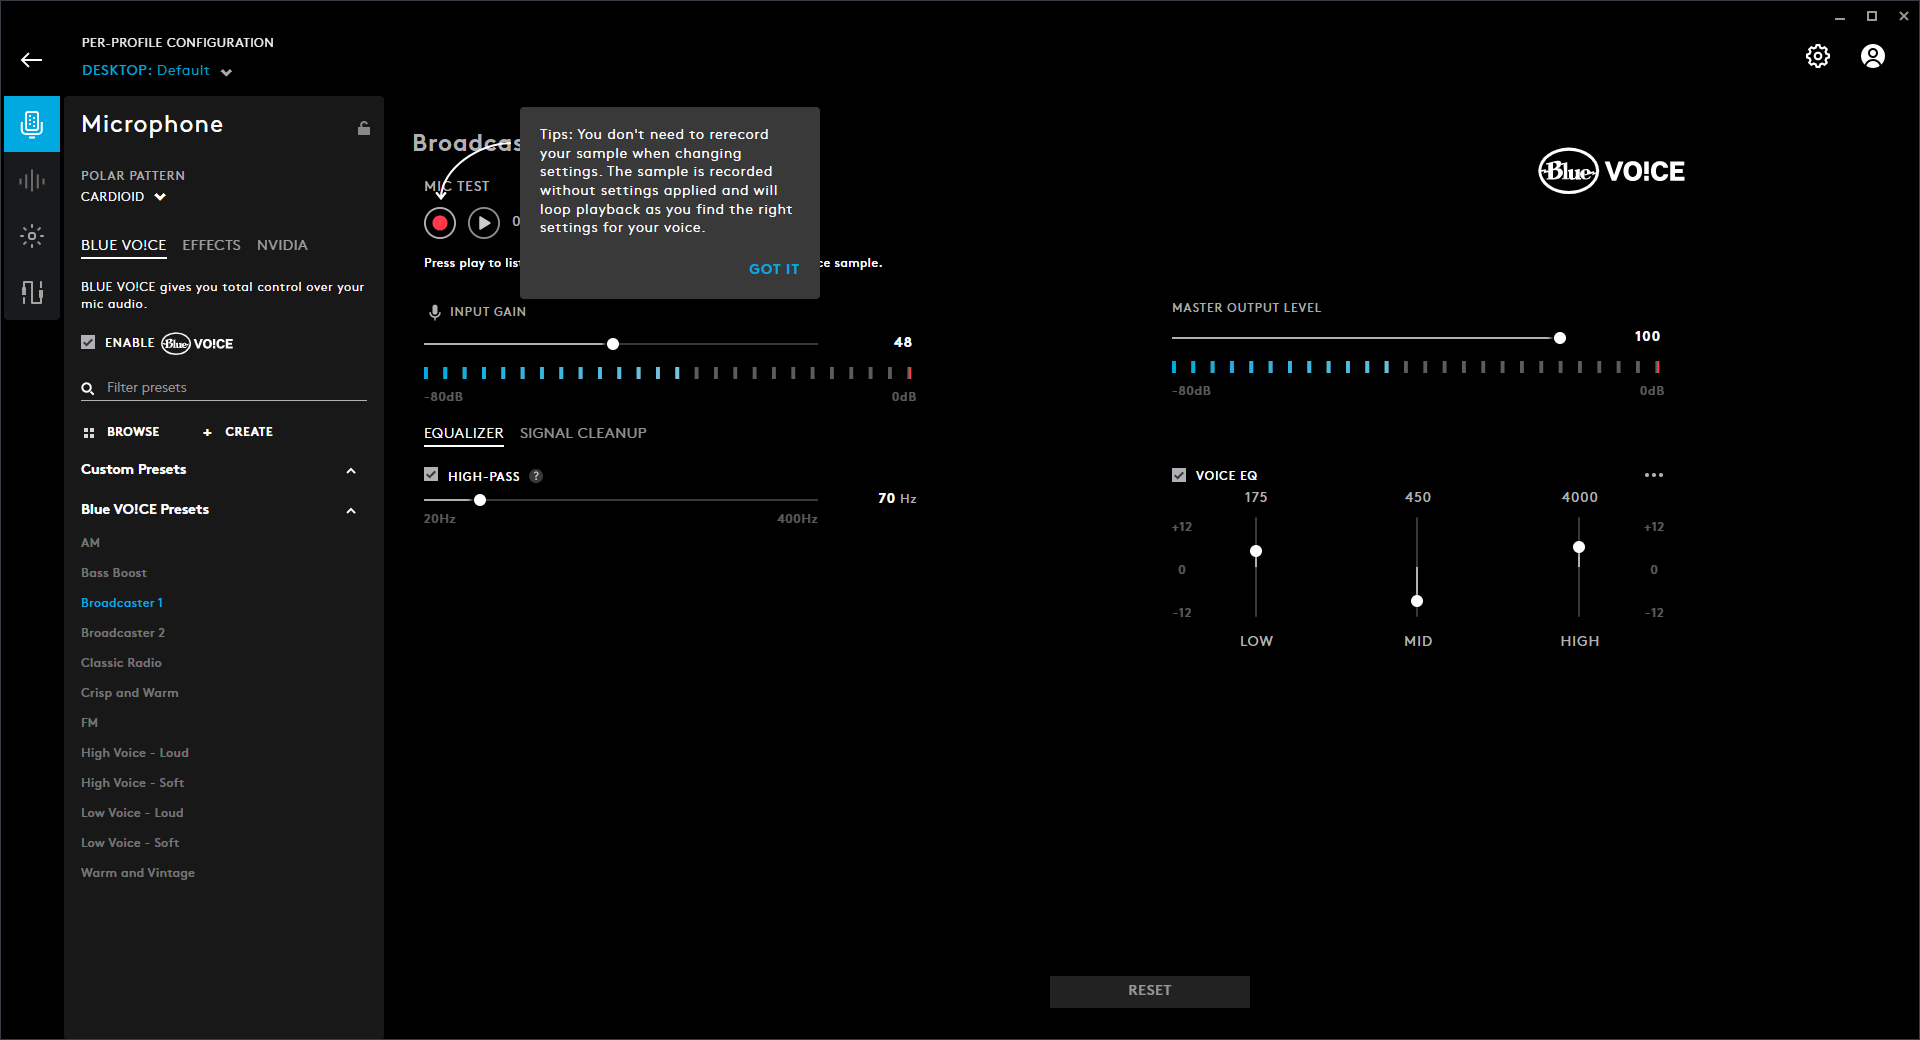 PER-PROFILE CONFIGURATION
DESKTOP: Default
Microphone
POLAR PATTERN
CARDIOID
BLUE VO!CE EFFECTS NVIDIA
BLUE VO!CE gives you total control over your
mic audio.
ENABLE Blue VO!CE
Filter presets
BROWSE + CREATE
Custom Presets
Blue VO!CE Presets
AM
Bass Boost
Broadcaster 1
Broadcaster 2
Classic Radio
Crisp and Warm
FM
High Voice - Loud
High Voice - Soft
Low Voice - Loud
Low Voice - Soft
Warm and Vintage
MIC TEST
Press play to
sample.
Tips: You don't need to rerecord
your sample when changing
settings. The sample is recorded
without settings applied and will
loop playback as you find the right
settings for your voice.
GOT IT
Blue VO!CE
INPUT GAIN
48
-80dB 0dB
MASTER OUTPUT LEVEL
100
-80dB 0dB
EQUALIZER SIGNAL CLEANUP
HIGH-PASS ?
70 Hz
20Hz 400Hz
VOICE EQ
175 450 4000
+12 +12
0 0
-12 -12
LOW MID HIGH
RESET